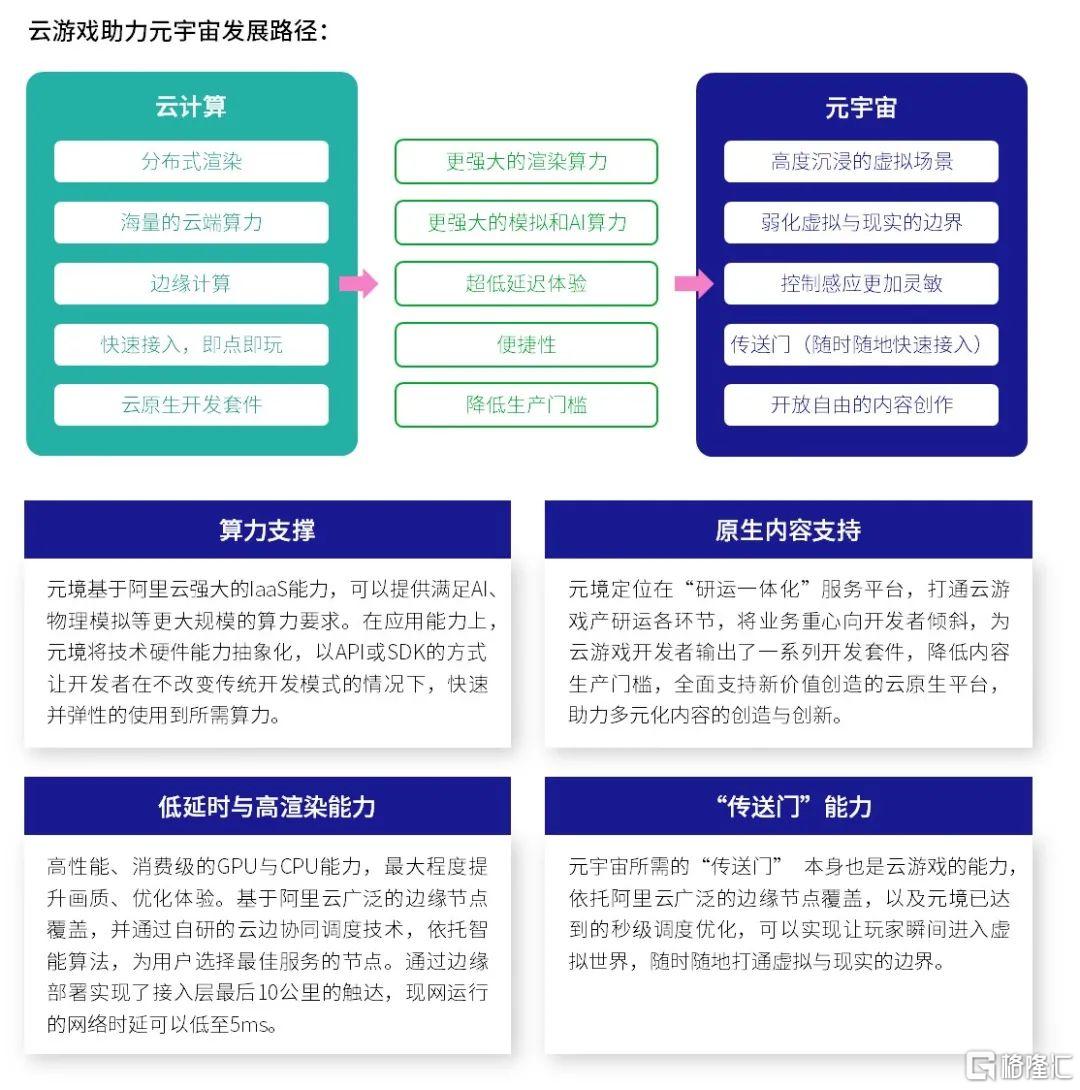 云游戏助力元宇宙发展路径：
云计算
分布式渲染
海量的云端算力
边缘计算
快速接入，即点即玩
云原生开发套件
更强大的渲染算力
更强大的模拟和AI算力
超低延迟体验
便捷性
降低生产门槛
元宇宙
高度沉浸的虚拟场景
弱化虚拟与现实的边界
控制感应更加灵敏
传送门（随时随地快速接入）
开放自由的内容创作
算力支撑
元境基于阿里云强大的IaaS能力，可以提供满足AI、
物理模拟等更大规模的算力要求。在应用能力上，
元境将技术硬件能力抽象化，以API或SDK的方式
让开发者在不改变传统开发模式的情况下，快速
并弹性的使用到所需算力。
原生内容支持
元境定位在“研运一体化”服务平台，打通云游
戏产研运各环节，将业务重心向开发者倾斜，为
云游戏开发者输出了一系列开发套件，降低内容
生产门槛，全面支持新价值创造的云原生平台，
助力多元化内容的创造与创新。
低延时与高渲染能力
高性能、消费级的GPU与CPU能力，最大程度提
升画质、优化体验。基于阿里云广泛的边缘节点
覆盖，并通过自研的云边协同调度技术，依托智
能算法，为用户选择最佳服务的节点。通过边缘
部署实现了接入层最后10公里的触达，现网运行
的网络时延可以低至5ms。
“传送门”能力
元宇宙所需的“传送门” 本身也是云游戏的能力，
依托阿里云广泛的边缘节点覆盖，以及元境已达
到的秒级调度优化，可以实现让玩家瞬间进入虚
拟世界，随时随地打通虚拟与现实的边界。
格隆汇